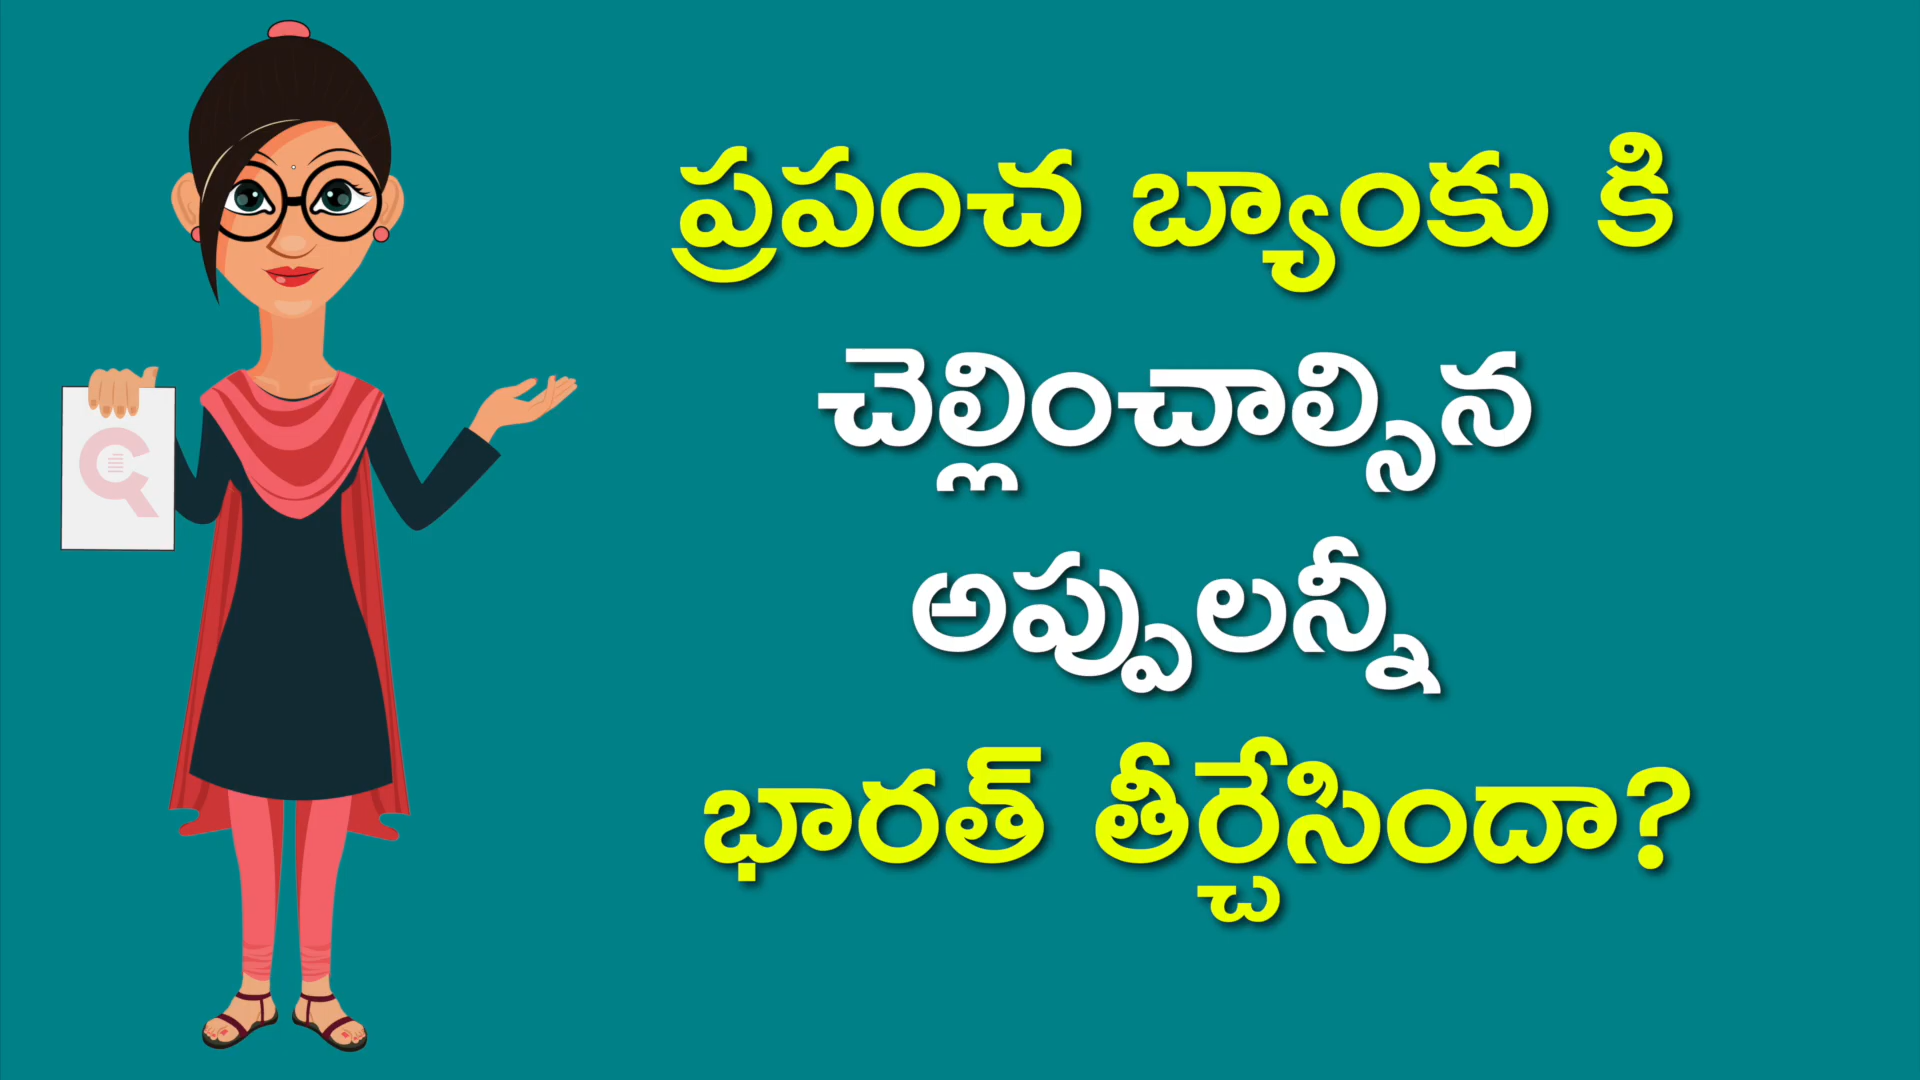 ప్రపంచ బ్యాంకు కి
చెల్లించాల్సిన
అప్పులన్నీ
భారత్ తీర్చేసిందా?